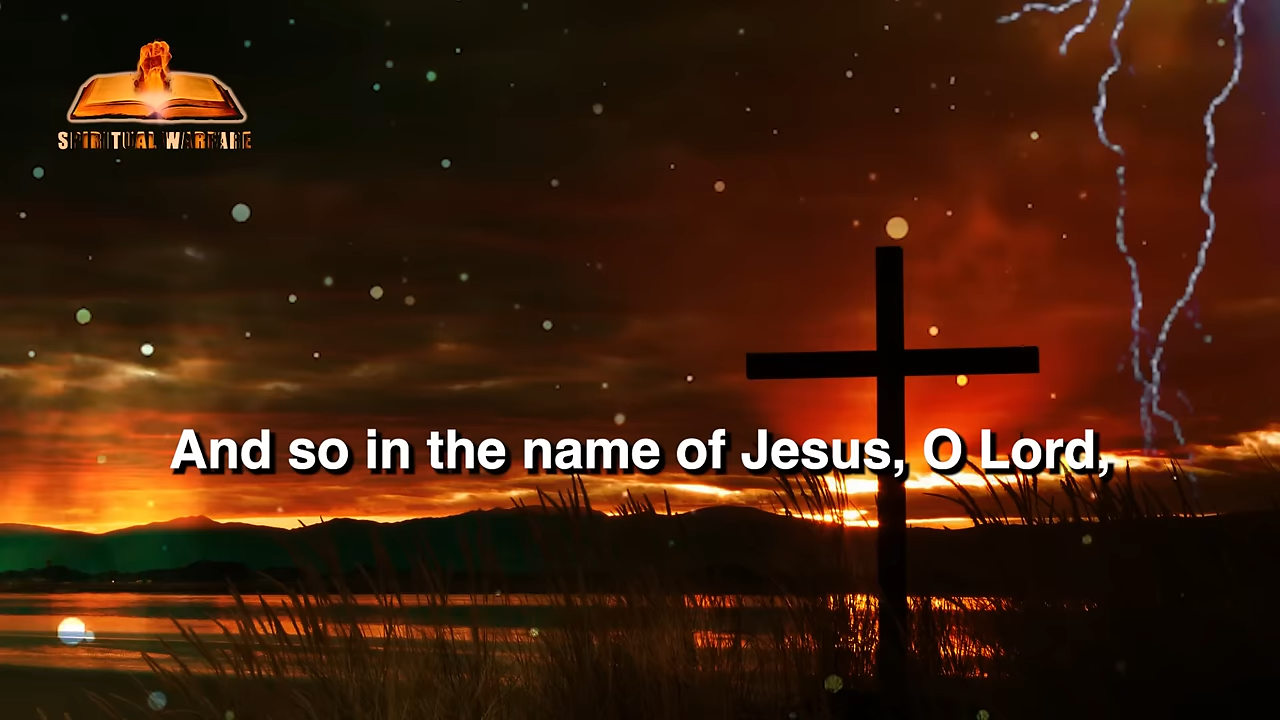 SPIRITUAL WARFARE
And so in the name of Jesus, O Lord,